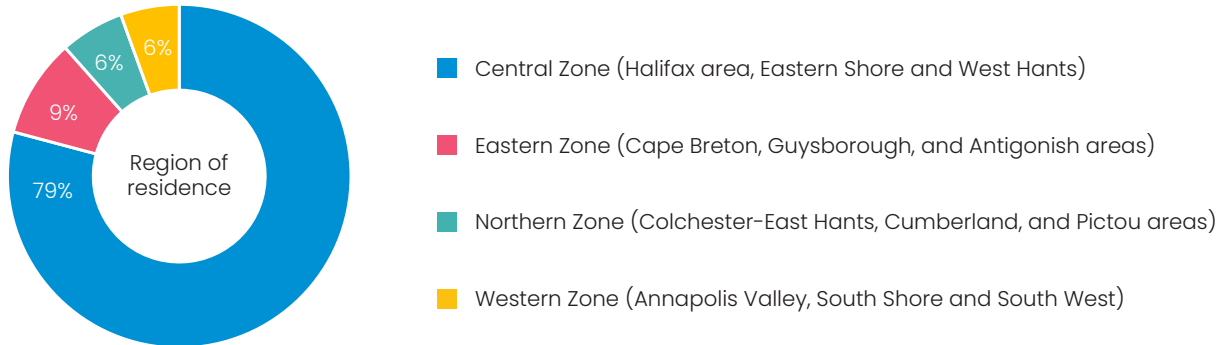 6%
6%
9%
79%
Region of
residence
Central Zone (Halifax area, Eastern Shore and West Hants)
Eastern Zone (Cape Breton, Guysborough, and Antigonish areas)
Northern Zone (Colchester-East Hants, Cumberland, and Pictou areas)
Western Zone (Annapolis Valley, South Shore and South West)